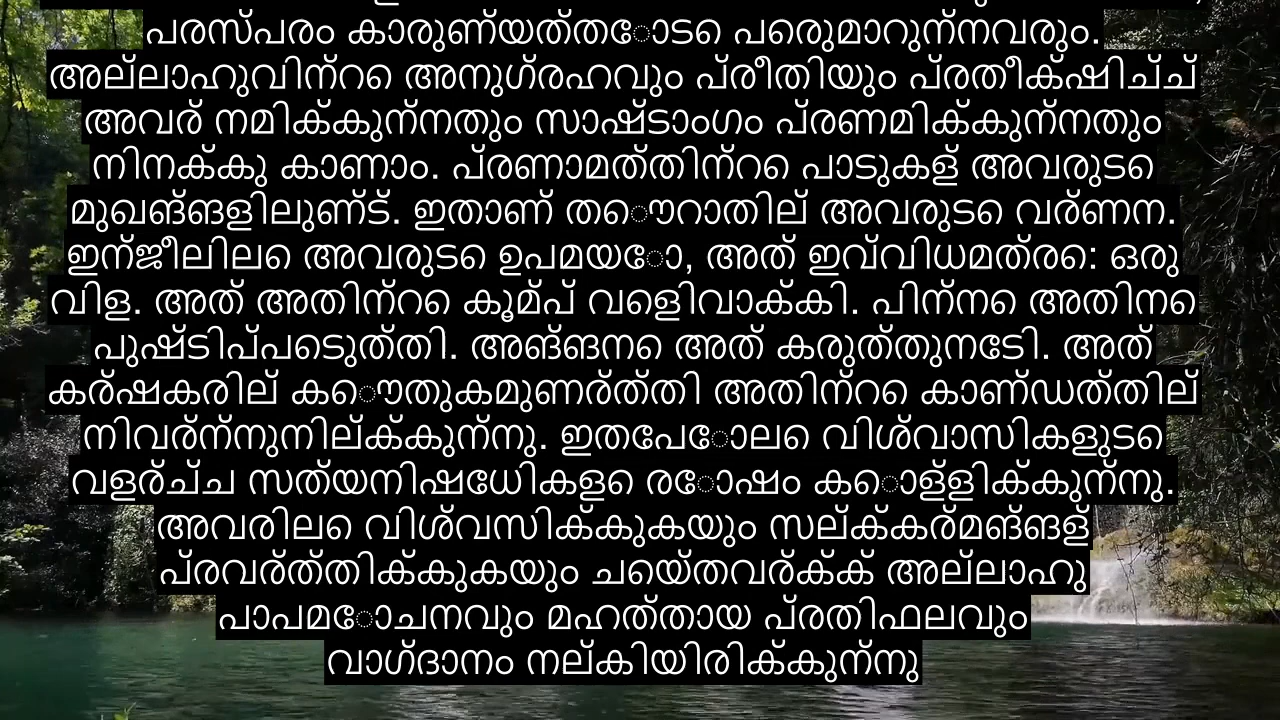 പരസ്പരം കാരുണ്യത്തോടെ പെരുമാറുന്നവരും.
അല്ലാഹുവിന്റെ അനുഗ്രഹവും പ്രീതിയും പ്രതീക്ഷിച്ച്
അവര് നമിക്കുന്നതും സാഷ്ടാംഗം പ്രണമിക്കുന്നതും
നിനക്കു കാണാം. പ്രണാമത്തിന്റെ പാടുകള് അവരുടെ
മുഖങ്ങളിലുണ്ട്. ഇതാണ് തൌറാതില് അവരുടെ വര്ണന.
ഇന്ജീലിലെ അവരുടെ ഉപമയോ, അത് ഇവ്വിധമത്രെ: ഒരു
വിള. അത് അതിന്റെ കൂമ്പ് വെളിവാക്കി. പിന്നെ അതിനെ
പുഷ്ടിപ്പെടുത്തി. അങ്ങനെ അത് കരുത്തുനേടി. അത്
കര്ഷകരില് കൌതുകമുണര്ത്തി അതിന്റെ കാണ്ഡത്തില്
നിവര്ന്നുനില്ക്കുന്നു. ഇതേപോലെ വിശ്വാസികളുടെ
വളര്ച്ച സത്യനിഷേധികളെ രോഷം കൊള്ളിക്കുന്നു.
അവരിലെ വിശ്വസിക്കുകയും സല്ക്കര്മങ്ങള്
പ്രവര്ത്തിക്കുകയും ചെയ്തവര്ക്ക് അല്ലാഹു
പാപമോചനവും മഹത്തായ പ്രതിഫലവും
വാഗ്ദാനം നല്കിയിരിക്കുന്നു